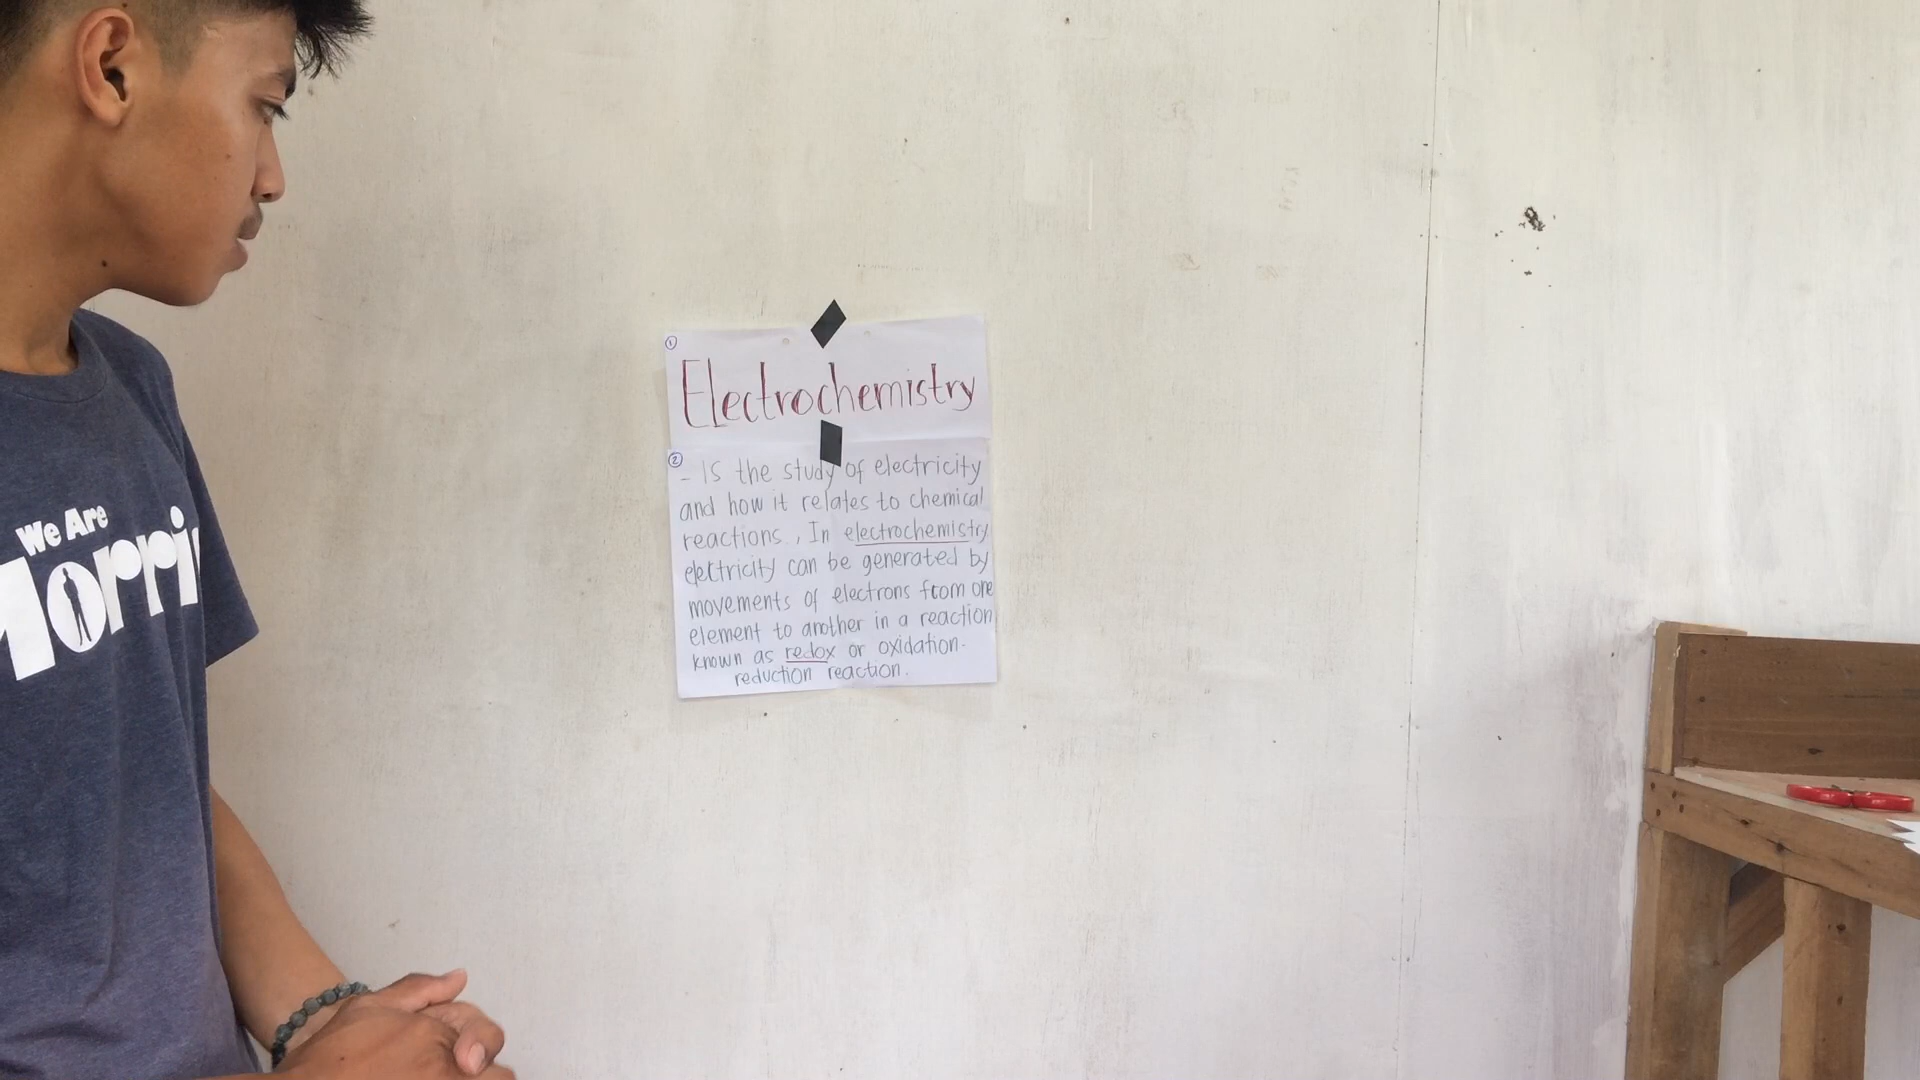 We Are
Morris
①
Electrochemistry
②
- Is the study of electricity
and how it relates to chemical
reactions., In electrochemistry
electricity can be generated by
movements of electrons from one
element to another in a reaction
known as redox or oxidation-
reduction reaction.